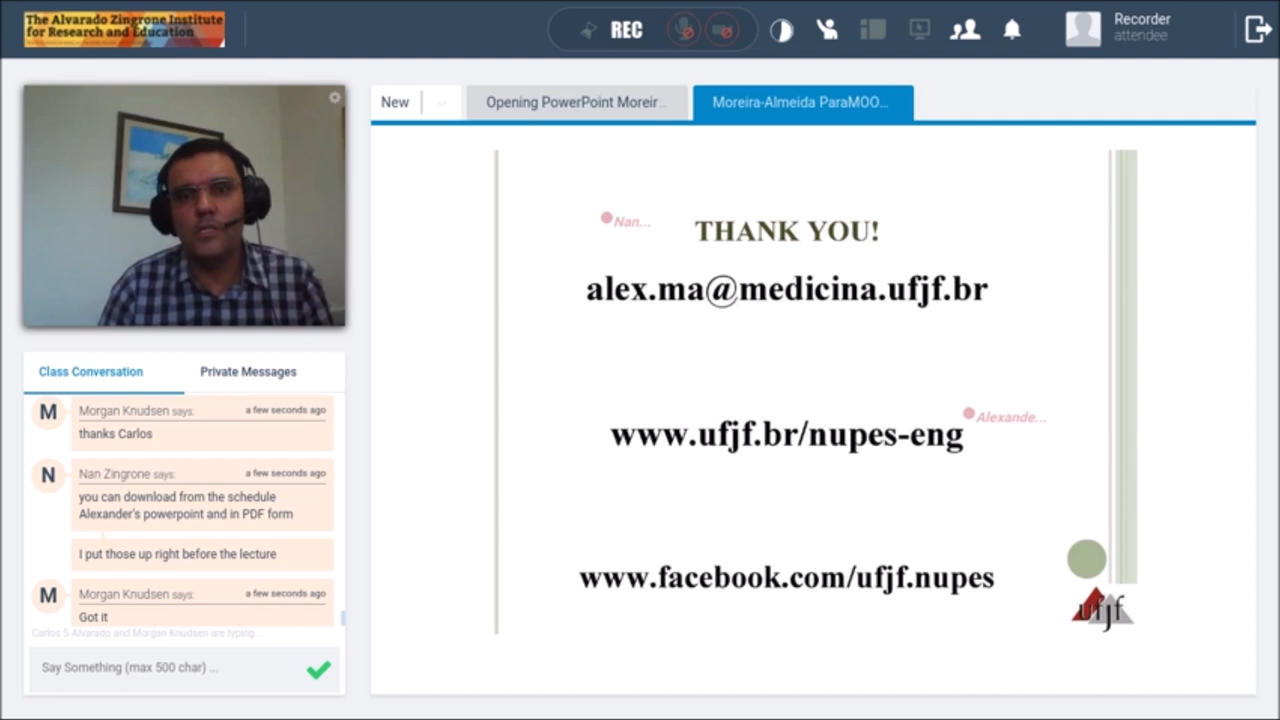 The Alvarado Zingrone Institute
for Research and Education
REC
Recorder
attendee
New
Opening PowerPoint Moreir...
Moreira-Almeida ParaMOO...
Nan...
THANK YOU!
alex.ma@medicina.ufjf.br
Alexande...
www.ufjf.br/nupes-eng
www.facebook.com/ufjf.nupes
ufjf
Class Conversation
Private Messages
M
Morgan Knudsen says:
a few seconds ago
thanks Carlos
N
Nan Zingrone says:
a few seconds ago
you can download from the schedule
Alexander's powerpoint and in PDF form
I put those up right before the lecture
M
Morgan Knudsen says:
a few seconds ago
Got it
Carlos S Alvarado and Morgan Knudsen are typing...
Say Something (max 500 char) ...